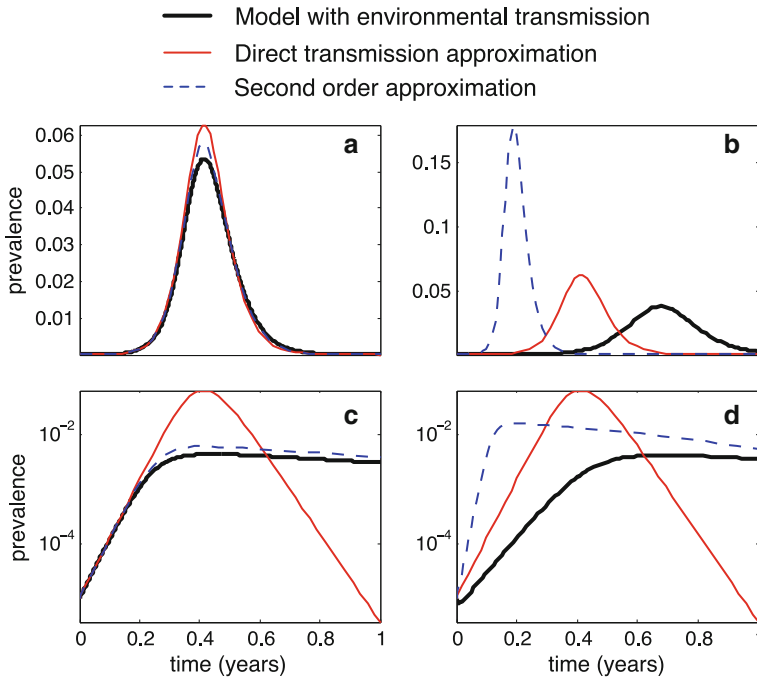 Model with environmental transmission
Direct transmission approximation
Second order approximation
a
0.06
0.05
0.04
0.03
0.02
0.01
prevalence
b
0.15
0.1
0.05
c
10⁻²
10⁻⁴
prevalence
0 0.2 0.4 0.6 0.8 1
time (years)
d
10⁻²
10⁻⁴
0 0.2 0.4 0.6 0.8
time (years)